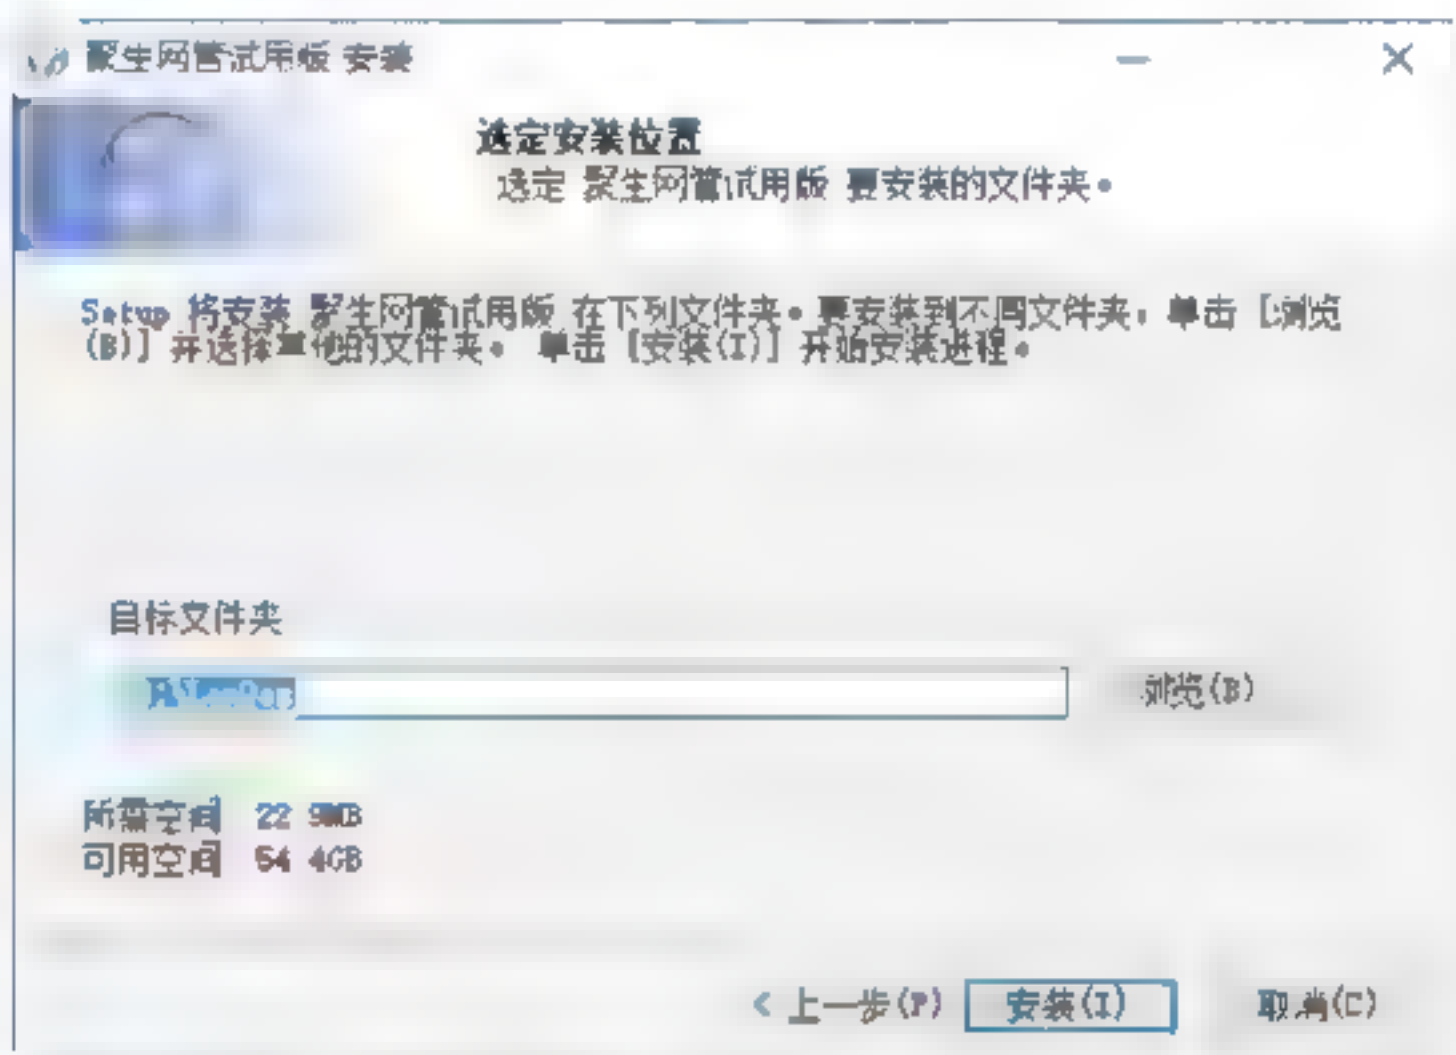 聚生网管试用版 安装
选定安装位置
选定 聚生网管试用版 要安装的文件夹。
Setup 将安装 聚生网管试用版 在下列文件夹。要安装到不同文件夹，单击 [浏览
(B)] 并选择其他的文件夹。 单击 [安装(I)] 开始安装进程。
目标文件夹
浏览(B)
所需空间 22.9MB
可用空间 54.4GB
< 上一步(P) 安装(I) 取消(C)